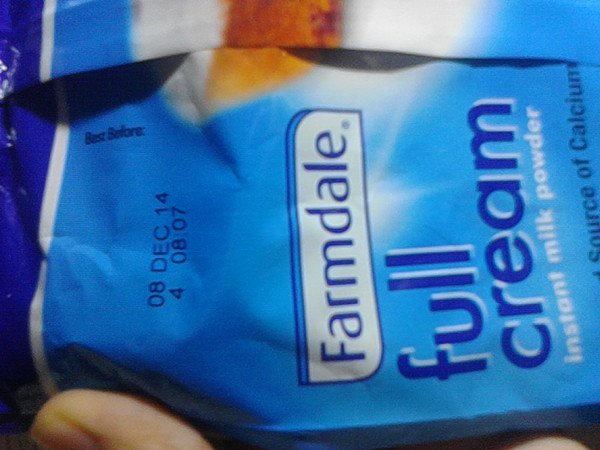 Best Before:
08 DEC 14
4 08:07
Farmdale®
full
cream
instant milk powder
Source of Calcium